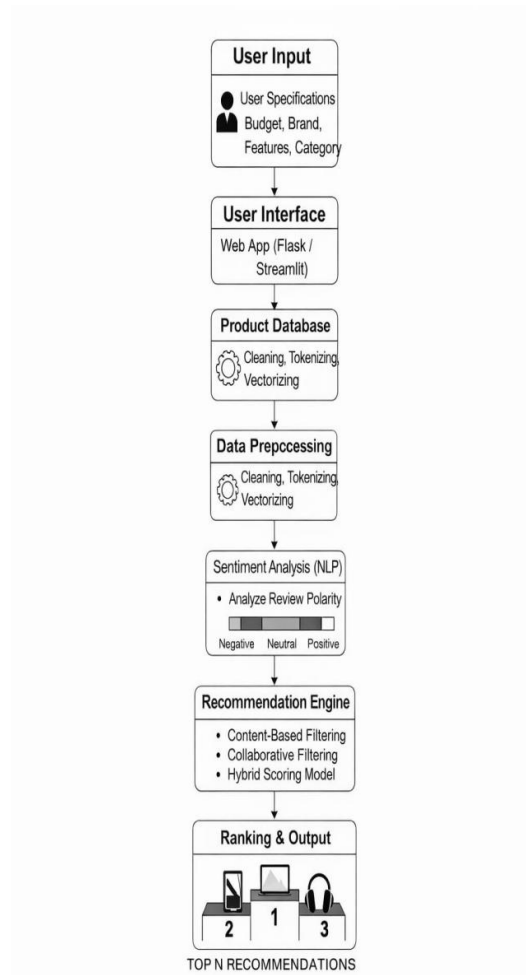 User Input
User Specifications
Budget, Brand,
Features, Category
User Interface
Web App (Flask /
Streamlit)
Product Database
Cleaning, Tokenizing,
Vectorizing
Data Prepccessing
Cleaning, Tokenizing,
Vectorizing
Sentiment Analysis (NLP)
• Analyze Review Polarity
Negative Neutral Positive
Recommendation Engine
• Content-Based Filtering
• Collaborative Filtering
• Hybrid Scoring Model
Ranking & Output
2 1 3
TOP N RECOMMENDATIONS